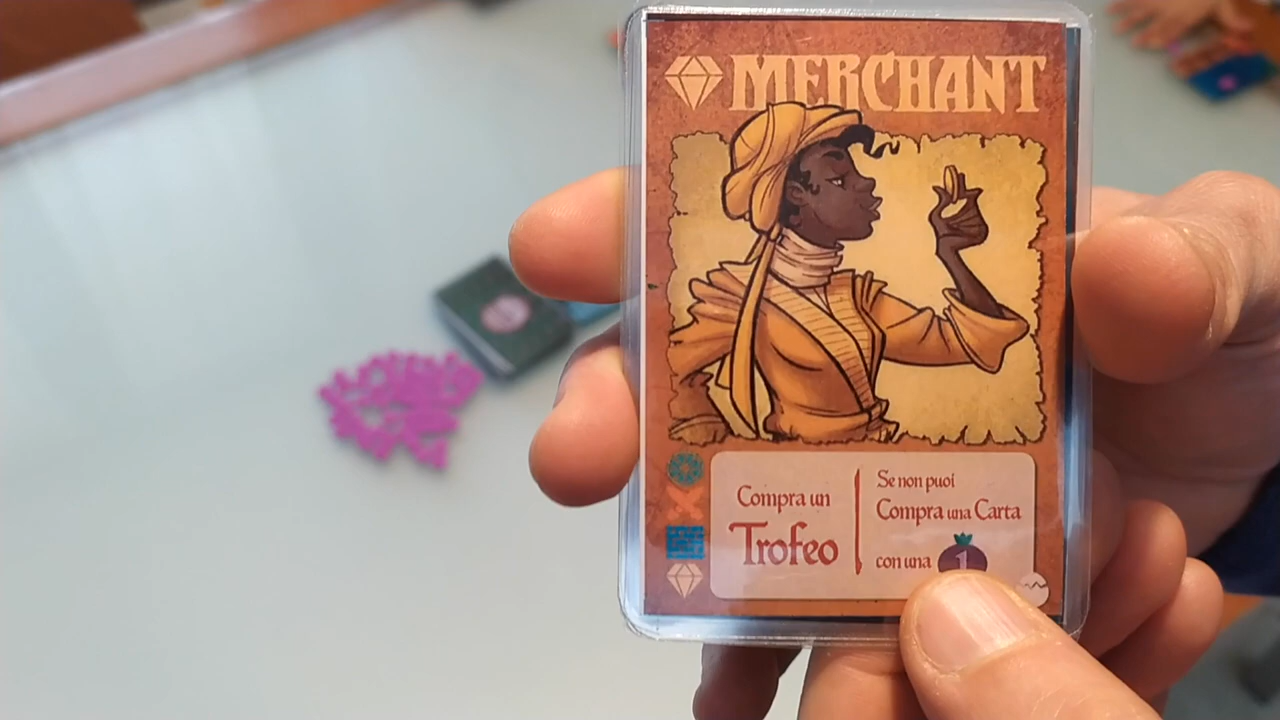 MERCHANT
Compra un
Trofeo
Se non puoi
Compra una Carta
con una 1